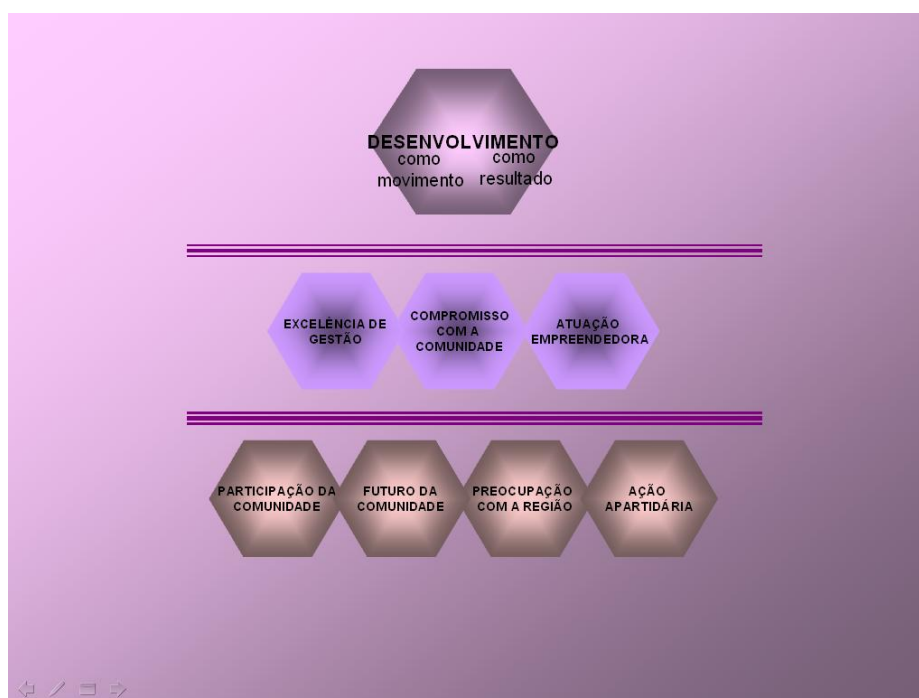 DESENVOLVIMENTO
como como
movimento resultado
EXCELÊNCIA DE
GESTÃO
COMPROMISSO
COM A
COMUNIDADE
ATUAÇÃO
EMPREENDEDORA
PARTICIPAÇÃO DA
COMUNIDADE
FUTURO DA
COMUNIDADE
PREOCUPAÇÃO
COM A REGIÃO
AÇÃO
APARTIDÁRIA